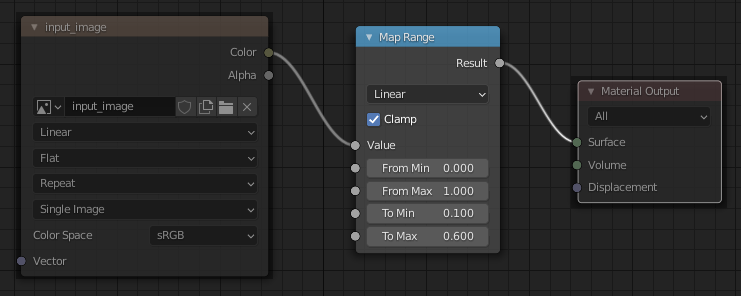 input_image
Color
Alpha
input_image
Linear
Flat
Repeat
Single Image
Color Space sRGB
Vector
Map Range
Result
Linear
Clamp
Value
From Min 0.000
From Max 1.000
To Min 0.100
To Max 0.600
Material Output
All
Surface
Volume
Displacement